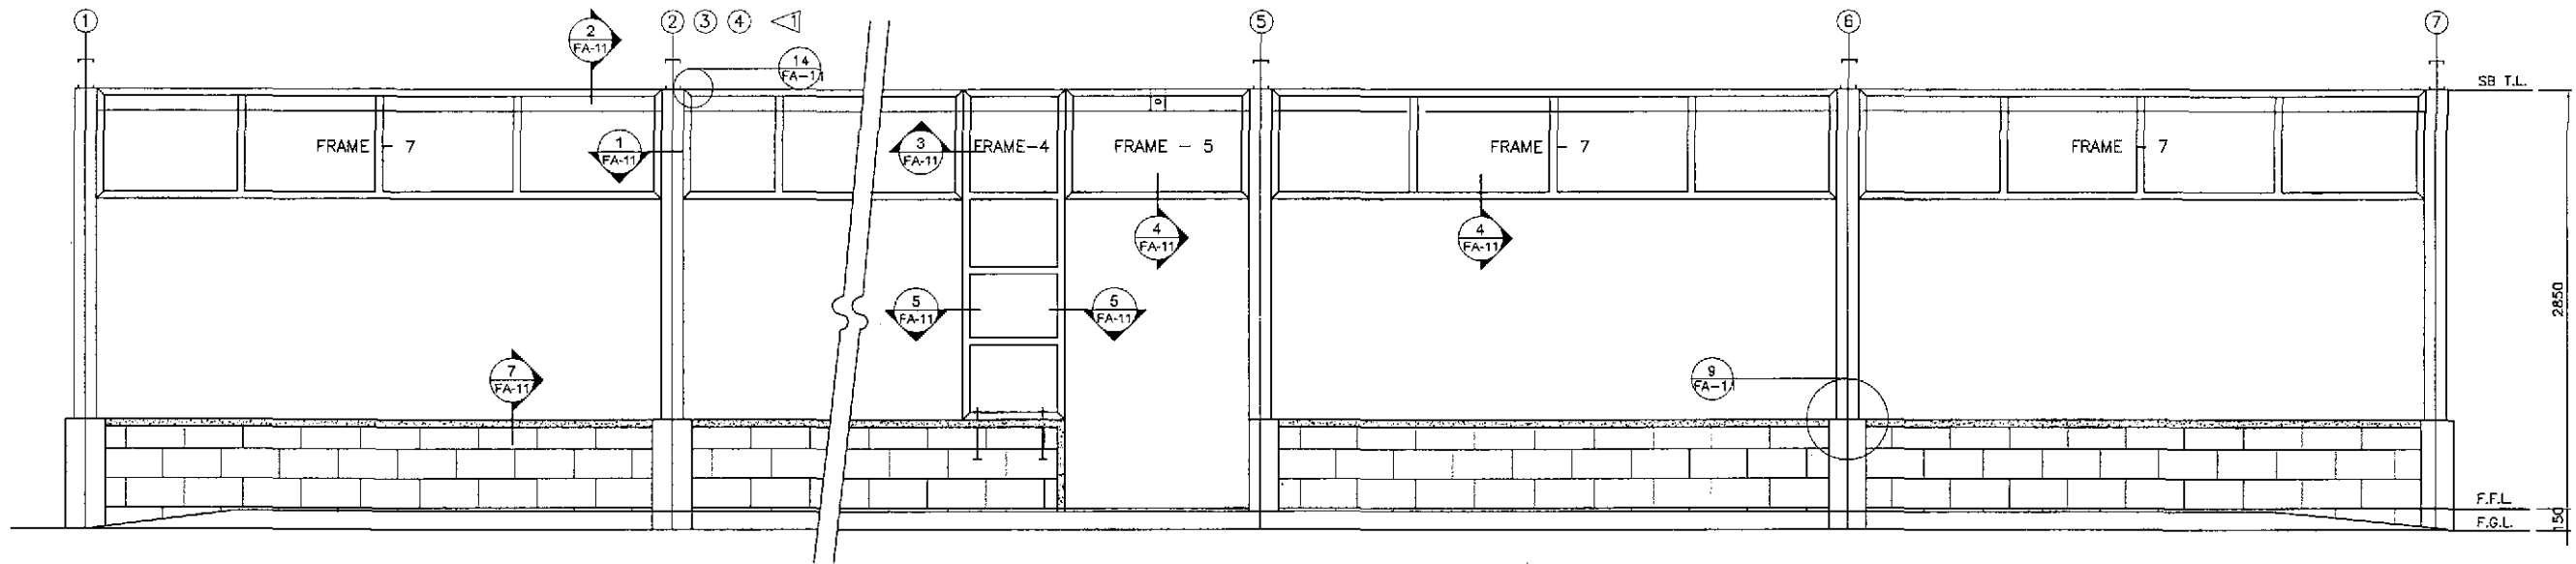 1
2 3 4 1
5
6
7
2
FA-11
14
FA-11
SB T.L.
FRAME - 7
1
FA-11
3
FA-11
FRAME-4
FRAME - 5
FRAME - 7
FRAME - 7
4
FA-11
4
FA-11
5
FA-11
5
FA-11
2850
7
FA-11
9
FA-11
F.F.L.
150
F.G.L.